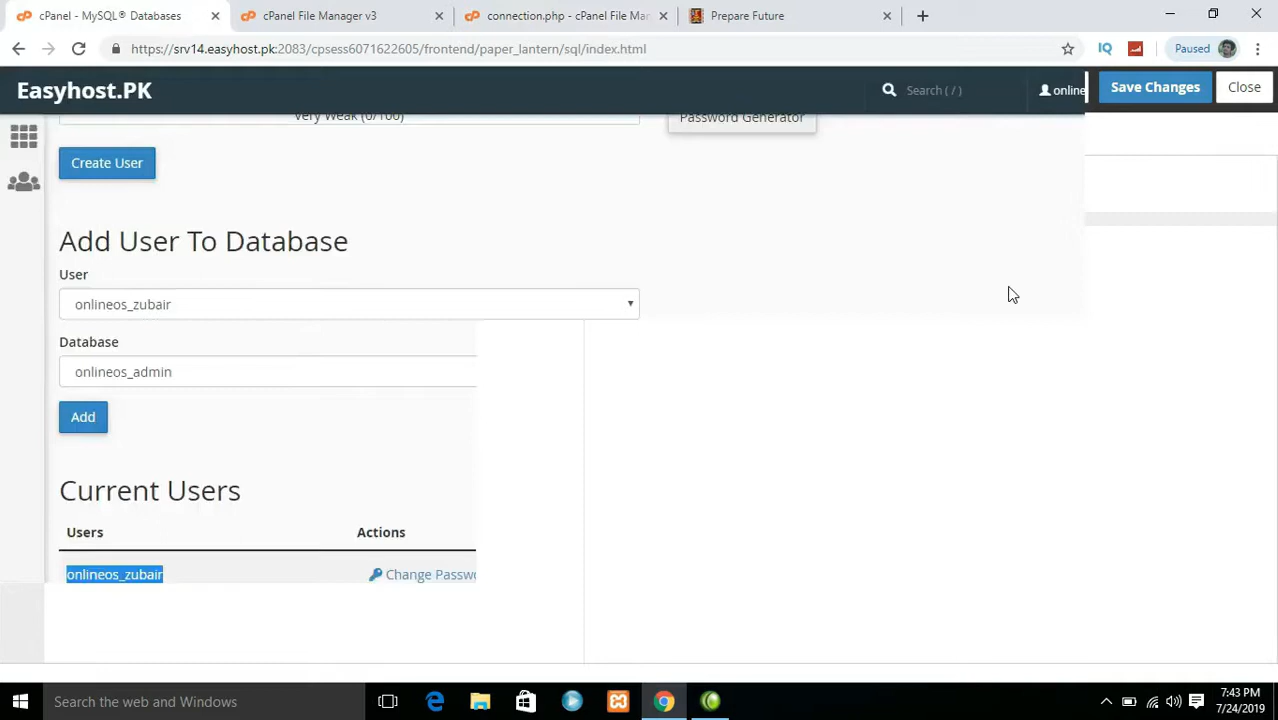 cPanel - MySQL® Databases
cPanel File Manager v3
connection.php - cPanel File Mar
Prepare Future
https://srv14.easyhost.pk:2083/cpsess6071622605/frontend/paper_lantern/sql/index.html
IQ
Paused
Easyhost.PK
Search ( / )
online
Save Changes
Close
Very Weak (0/100)
Password Generator
Create User
Add User To Database
User
onlineos_zubair
Database
onlineos_admin
Add
Current Users
Users
Actions
onlineos_zubair
Change Passwo
Search the web and Windows
7:43 PM
7/24/2019